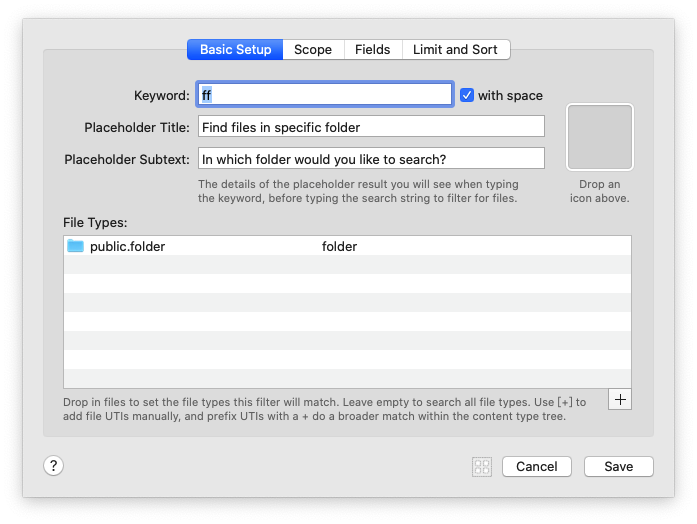 Basic Setup Scope Fields Limit and Sort
Keyword: ff with space
Placeholder Title: Find files in specific folder
Placeholder Subtext: In which folder would you like to search?
The details of the placeholder result you will see when typing
the keyword, before typing the search string to filter for files.
Drop an
icon above.
File Types:
public.folder folder
Drop in files to set the file types this filter will match. Leave empty to search all file types. Use [+] to
add file UTIs manually, and prefix UTIs with a + do a broader match within the content type tree.
+
? Cancel Save